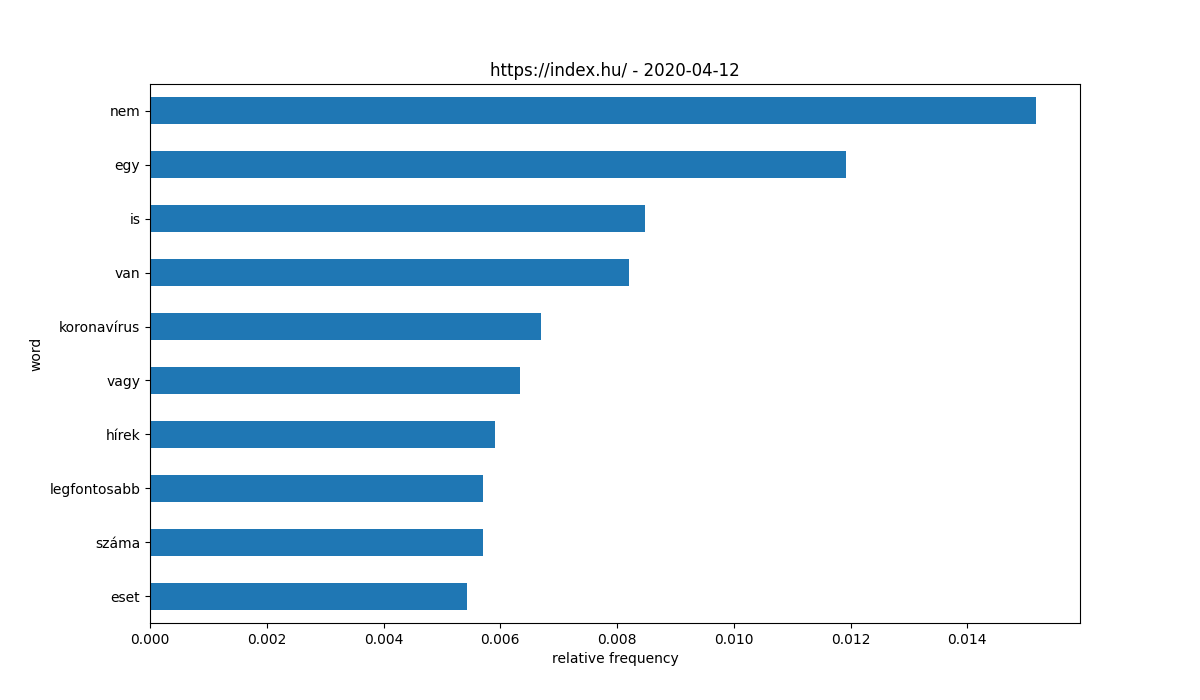 https://index.hu/ - 2020-04-12
word
nem
egy
is
van
koronavírus
vagy
hírek
legfontosabb
száma
eset
0.000 0.002 0.004 0.006 0.008 0.010 0.012 0.014
relative frequency